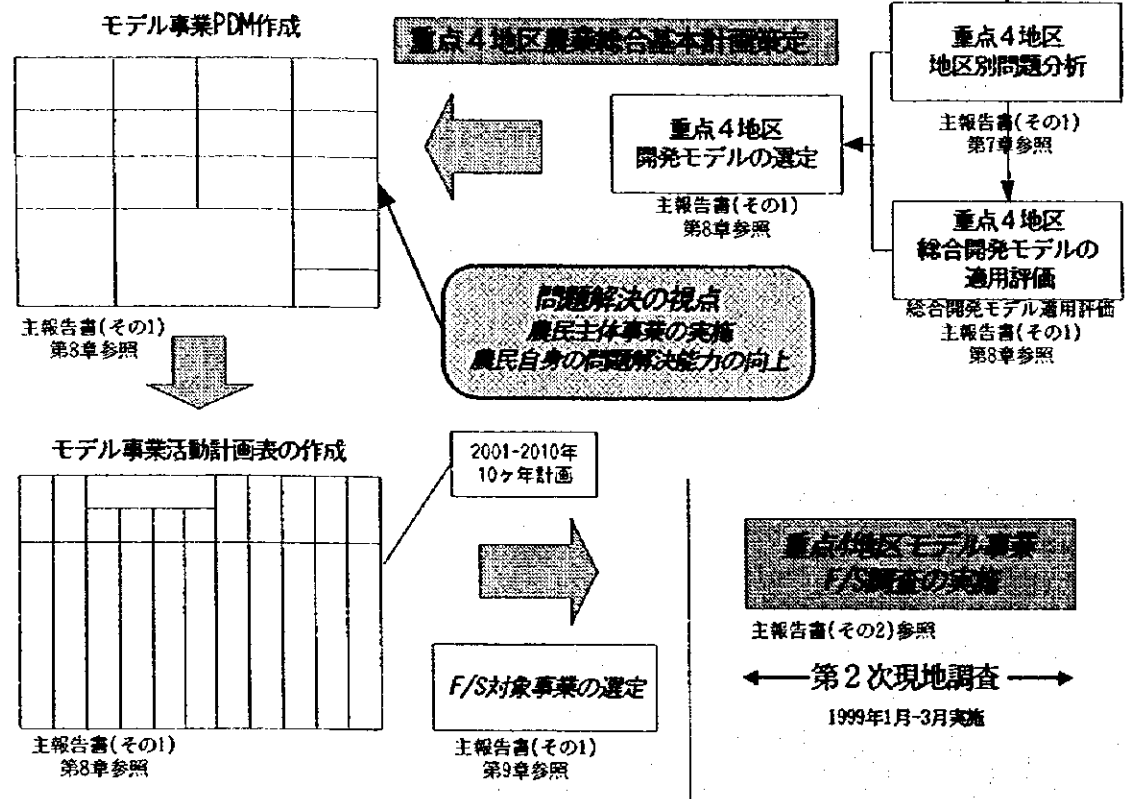 モデル事業PDM作成
重点4地区農業総合基本計画策定
重点4地区
地区別問題分析
主報告書(その1)
第7章参照
重点4地区
開発モデルの選定
主報告書(その1)
第8章参照
重点4地区
総合開発モデルの
適用評価
総合開発モデル適用評価
主報告書(その1)
第8章参照
主報告書(その1)
第8章参照
問題解決の視点
農民主体事業の実施
農民自身の問題解決能力の向上
モデル事業活動計画表の作成
2001-2010年
10ヶ年計画
主報告書(その1)
第8章参照
F/S対象事業の選定
主報告書(その1)
第9章参照
重点4地区モデル事業
F/S調査の実施
主報告書(その2)参照
第2次現地調査
1999年1月-3月実施